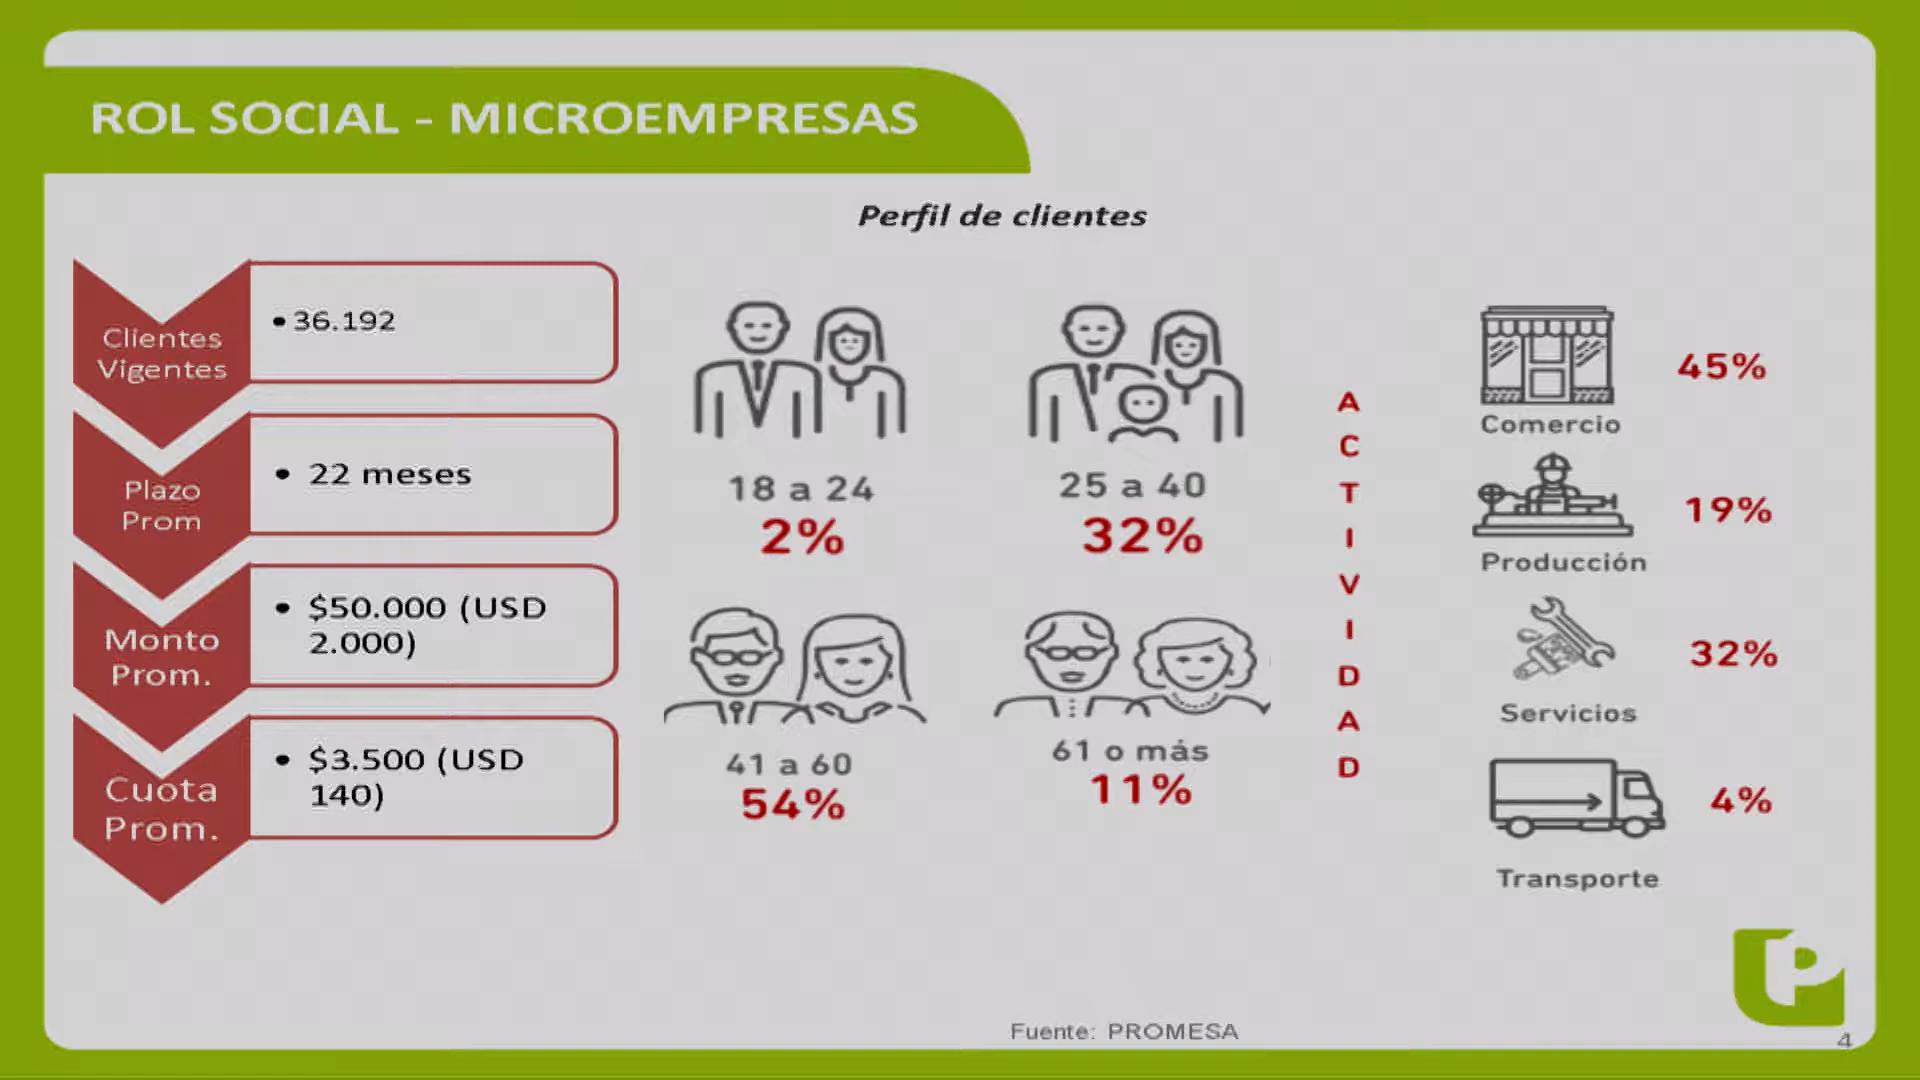 ROL SOCIAL - MICROEMPRESAS
Perfil de clientes
Clientes
Vigentes
• 36.192
Plazo
Prom
• 22 meses
Monto
Prom.
• $50.000 (USD
2.000)
Cuota
Prom.
• $3.500 (USD
140)
18 a 24
2%
25 a 40
32%
41 a 60
54%
61 o más
11%
A
C
T
I
V
I
D
A
D
45%
Comercio
19%
Producción
32%
Servicios
4%
Transporte
P
Fuente: PROMESA
4